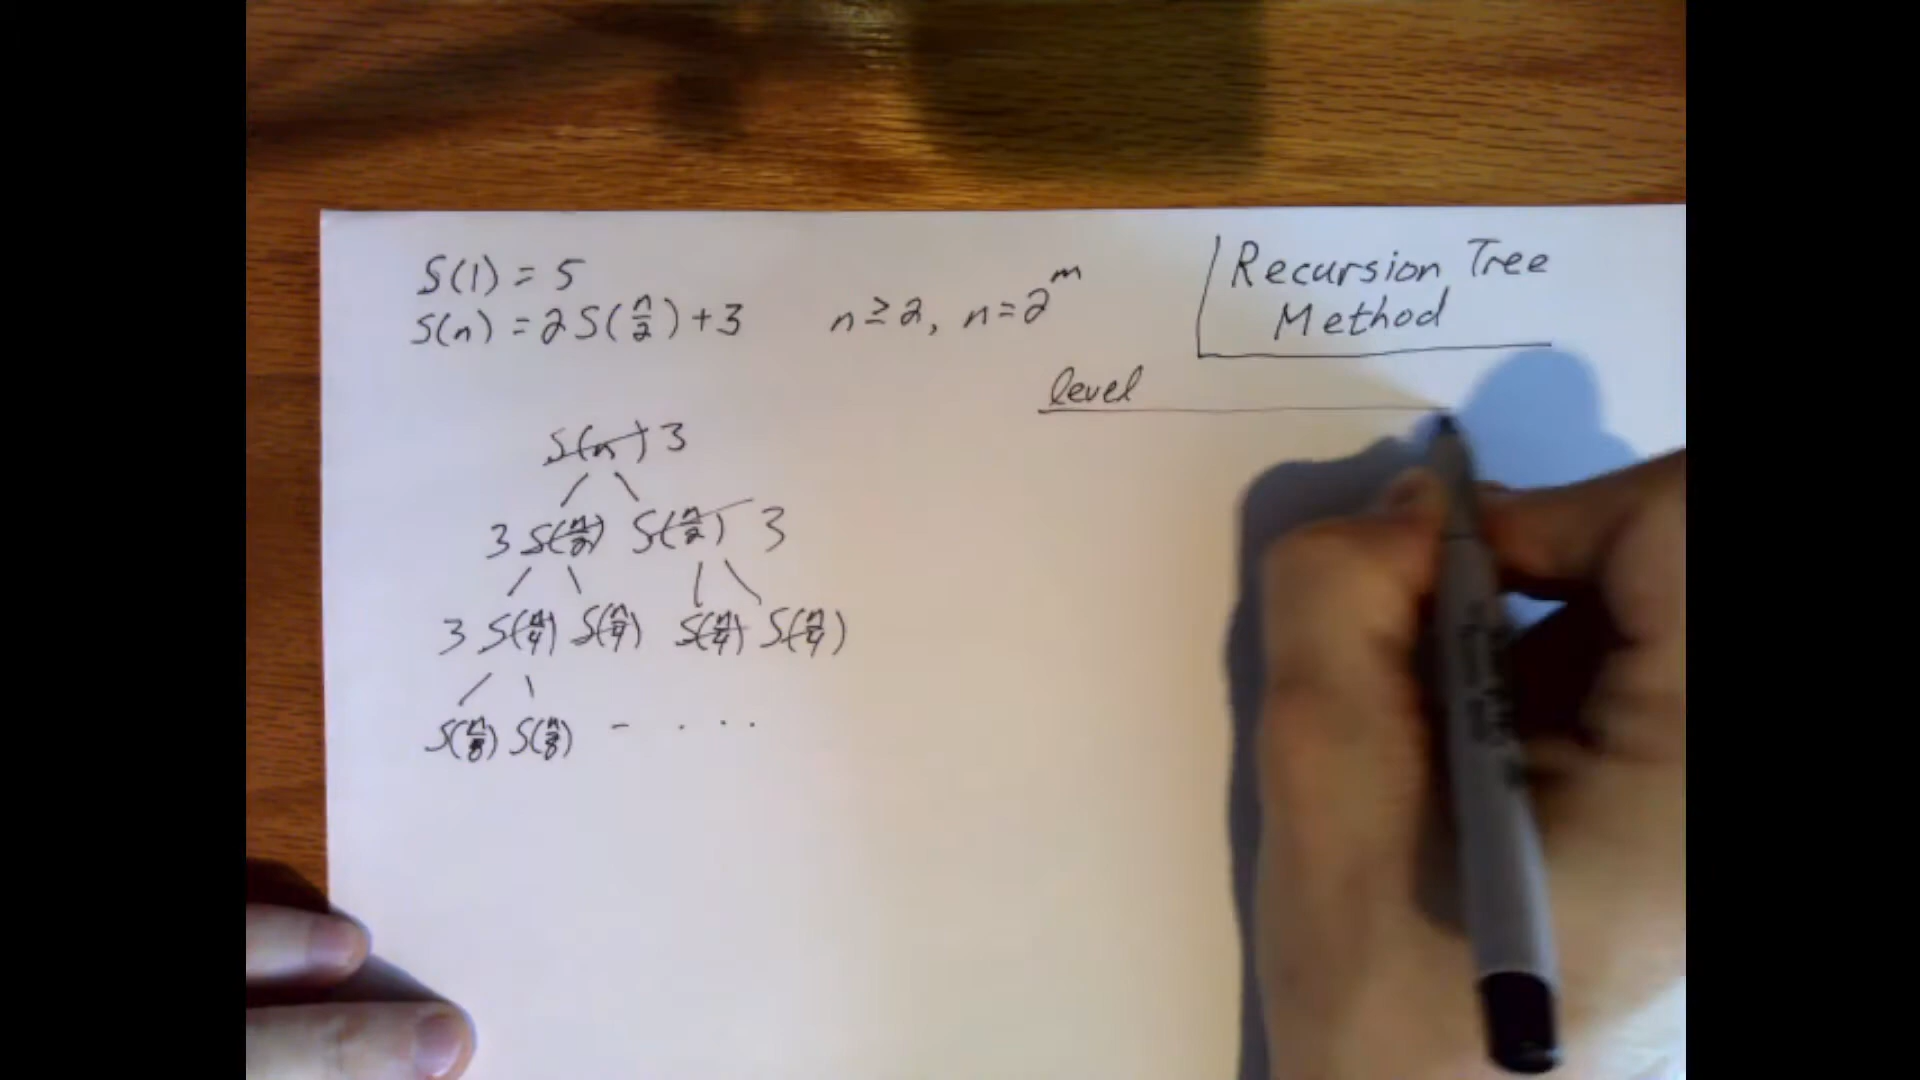 S(1) = 5
S(n) = 2S(n/2)+3 n ≥ 2, n = 2^m
Recursion Tree
Method
level
S(n) 3
3 S(n/2) S(n/2) 3
3 S(n/4) S(n/4) S(n/4) S(n/4)
S(n/8) S(n/8) - . . .